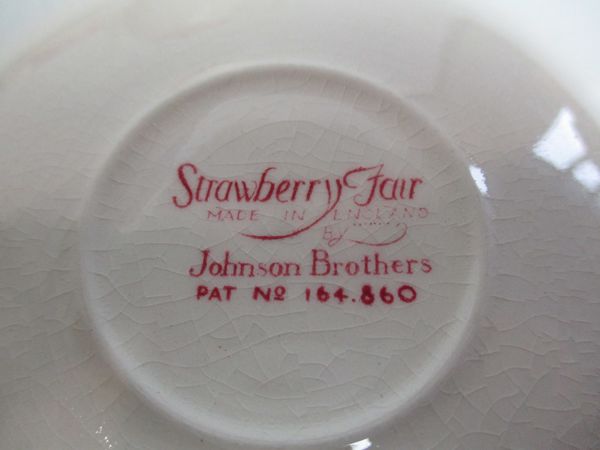 Strawberry Fair
MADE IN ENGLAND
By
Johnson Brothers
PAT Nº 164.860